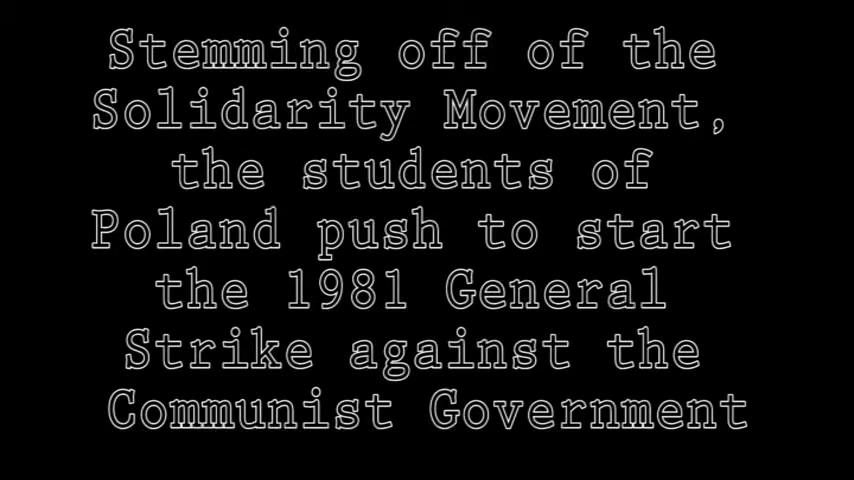 Stemming off of the
Solidarity Movement,
the students of
Poland push to start
the 1981 General
Strike against the
Communist Government